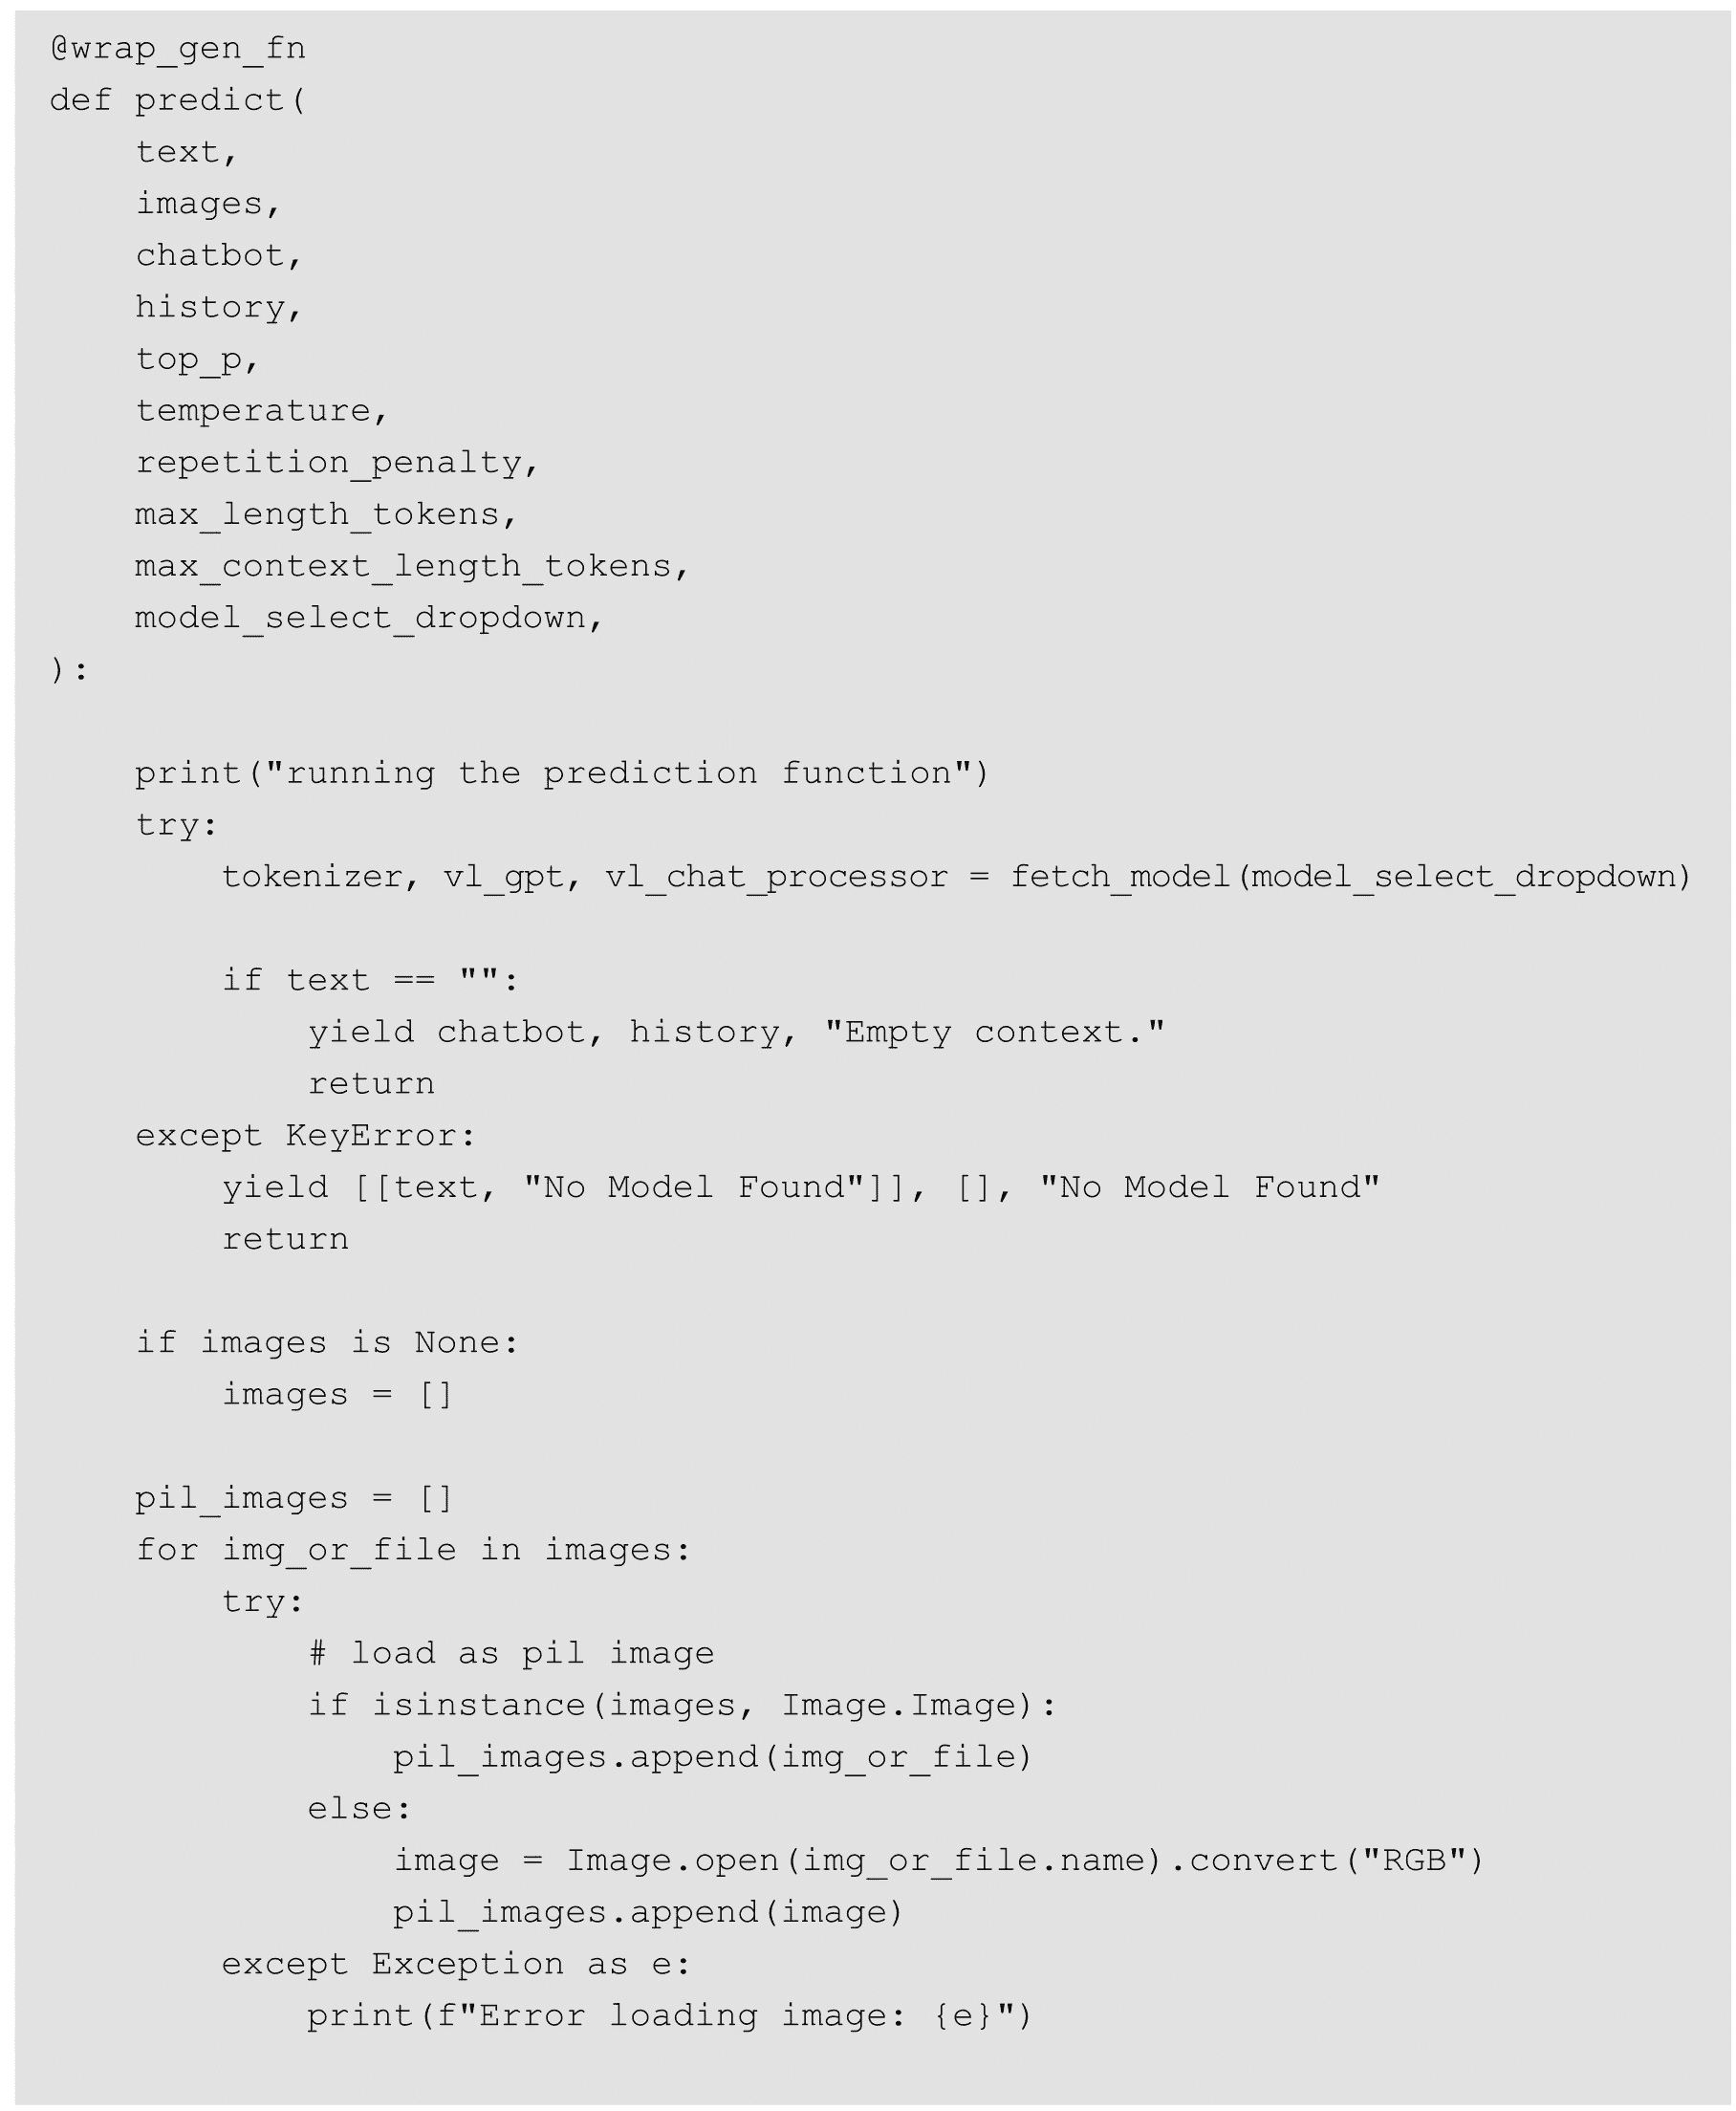 @wrap_gen_fn
def predict(
    text,
    images,
    chatbot,
    history,
    top_p,
    temperature,
    repetition_penalty,
    max_length_tokens,
    max_context_length_tokens,
    model_select_dropdown,
):

    print("running the prediction function")
    try:
        tokenizer, vl_gpt, vl_chat_processor = fetch_model(model_select_dropdown)

        if text == "":
            yield chatbot, history, "Empty context."
            return
    except KeyError:
        yield [[text, "No Model Found"]], [], "No Model Found"
        return

    if images is None:
        images = []

    pil_images = []
    for img_or_file in images:
        try:
            # load as pil image
            if isinstance(images, Image.Image):
                pil_images.append(img_or_file)
            else:
                image = Image.open(img_or_file.name).convert("RGB")
                pil_images.append(image)
        except Exception as e:
            print(f"Error loading image: {e}")